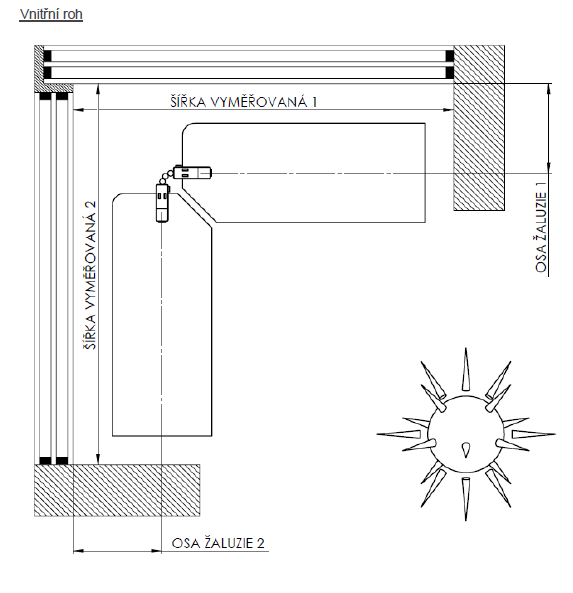 Vnitřní roh
ŠÍŘKA VYMĚŘOVANÁ 1
OSA ŽALUZIE 1
ŠÍŘKA VYMĚŘOVANÁ 2
OSA ŽALUZIE 2